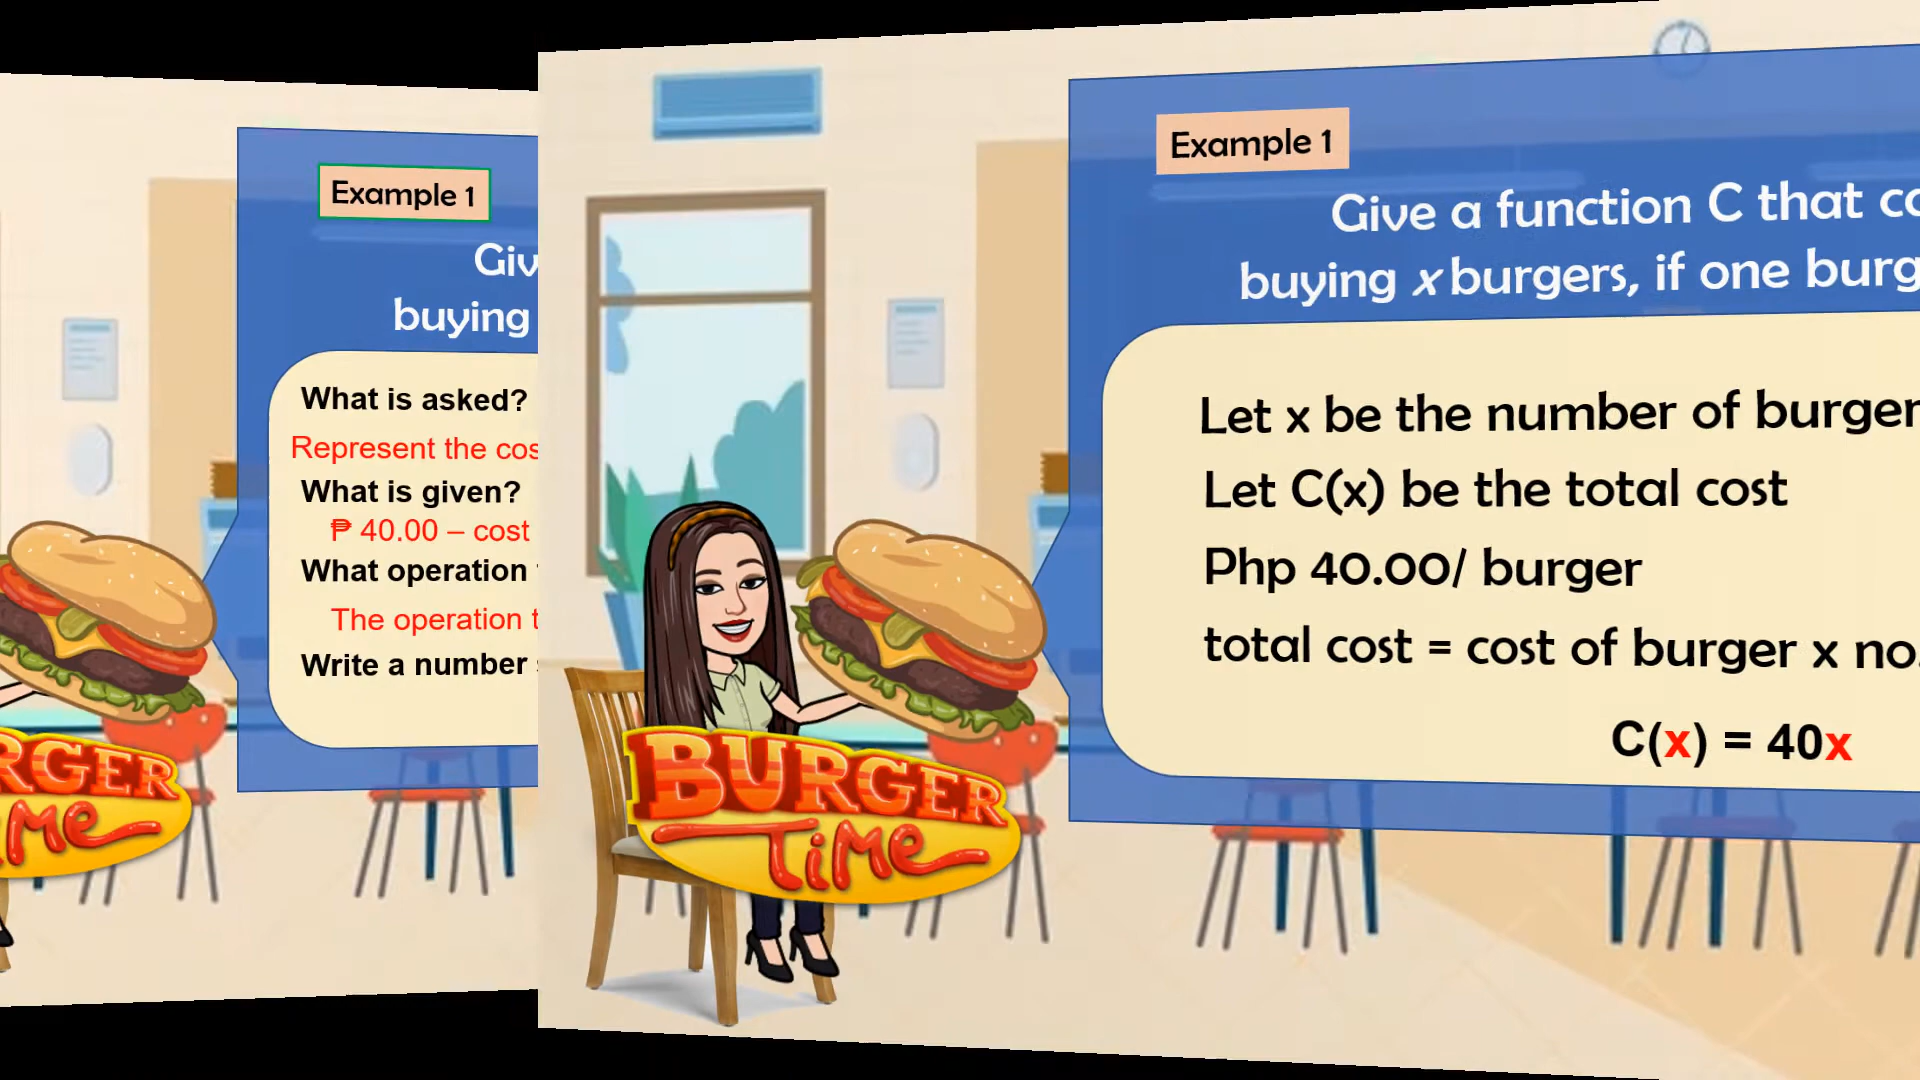 Example 1
Giv
buying
What is asked?
Represent the cos
What is given?
₱ 40.00 – cost
What operation
The operation t
Write a number
RGER
ME
Example 1
Give a function C that co
buying x burgers, if one burg
Let x be the number of burger
Let C(x) be the total cost
Php 40.00/ burger
total cost = cost of burger x no.
C(x) = 40x
BURGER
TIME